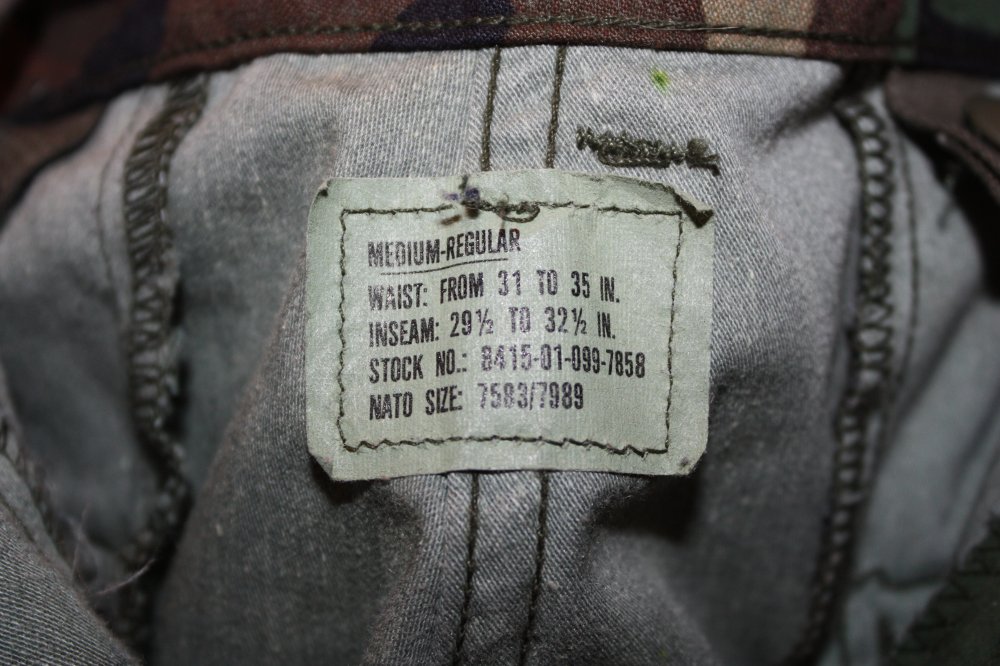 MEDIUM-REGULAR
WAIST: FROM 31 TO 35 IN.
INSEAM: 29½ TO 32½ IN.
STOCK NO.: 8415-01-099-7858
NATO SIZE: 7583/7989